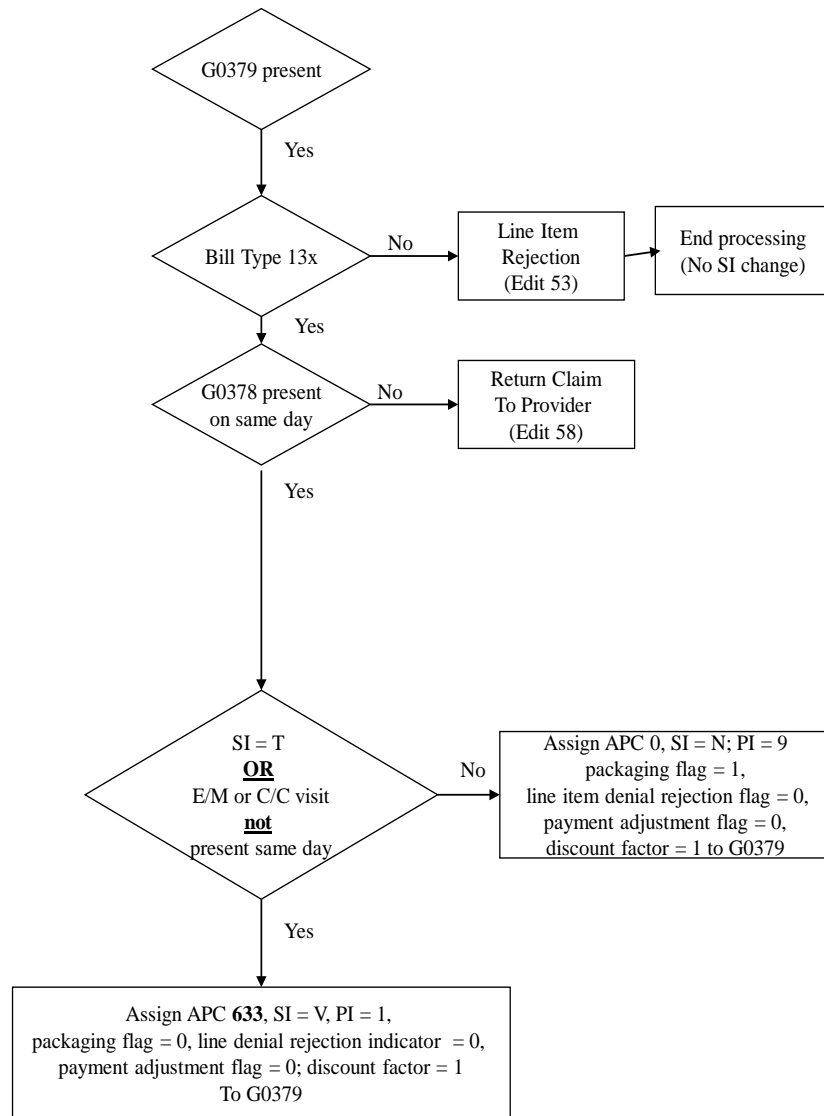 G0379 present
Yes
Bill Type 13x
No
Line Item
Rejection
(Edit 53)
End processing
(No SI change)
Yes
G0378 present
on same day
No
Return Claim
To Provider
(Edit 58)
Yes
SI = T
OR
E/M or C/C visit
not
present same day
No
Assign APC 0, SI = N; PI = 9
packaging flag = 1,
line item denial rejection flag = 0,
payment adjustment flag = 0,
discount factor = 1 to G0379
Yes
Assign APC 633, SI = V, PI = 1,
packaging flag = 0, line denial rejection indicator  = 0,
payment adjustment flag = 0; discount factor = 1
To G0379